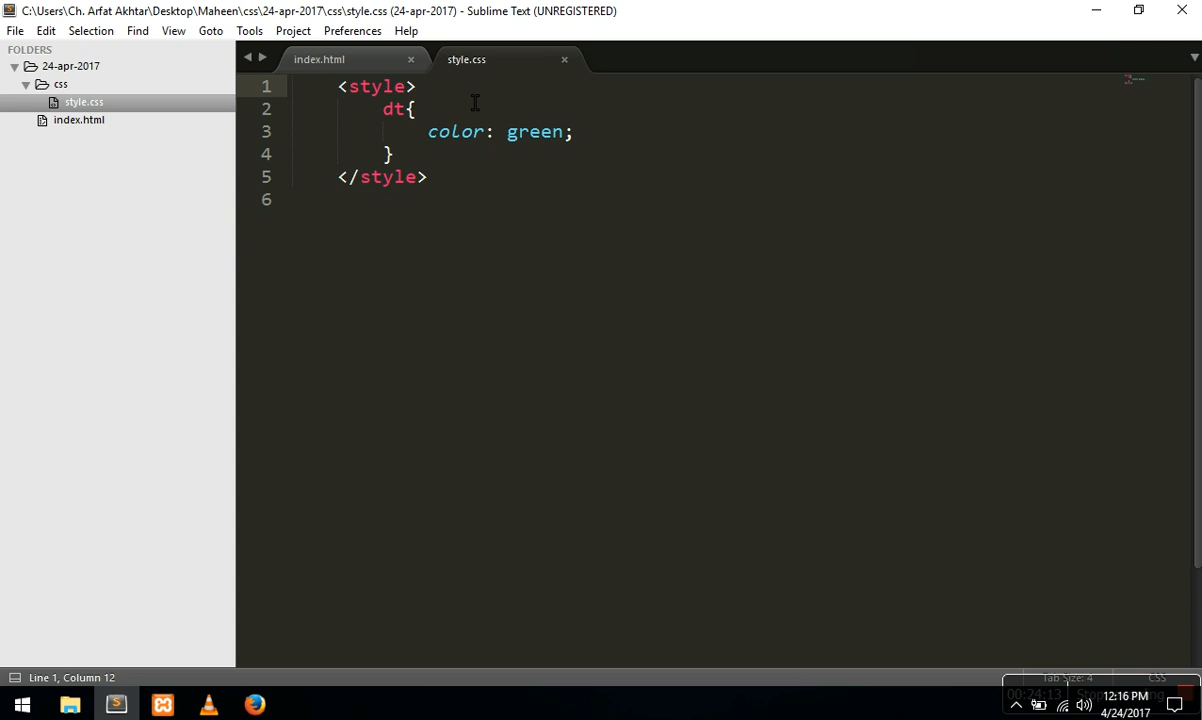 C:\Users\Ch. Arfat Akhtar\Desktop\Maheen\css\24-apr-2017\css\style.css (24-apr-2017) - Sublime Text (UNREGISTERED)
File Edit Selection Find View Goto Tools Project Preferences Help
FOLDERS
24-apr-2017
css
style.css
index.html
index.html × style.css ×
1 <style>
2 dt{
3 color: green;
4 }
5 </style>
6
Line 1, Column 12
Tab Size: 4 CSS
00:24:13
12:16 PM
4/24/2017